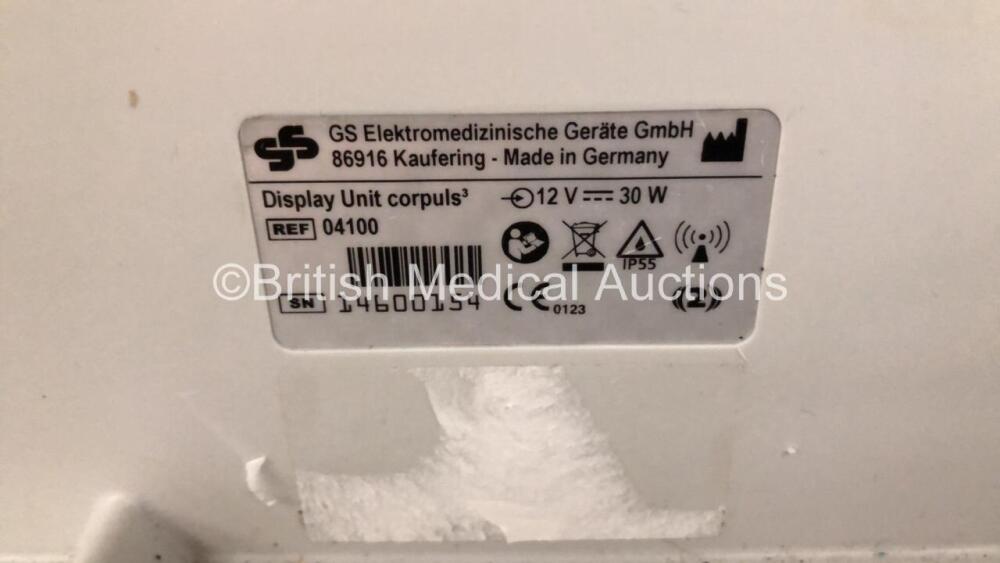 GS Elektromedizinische Geräte GmbH
86916 Kaufering - Made in Germany
Display Unit corpuls³ 12 V 30 W
REF 04100
IP55
©British Medical Auctions
SN 14600154
CE 0123